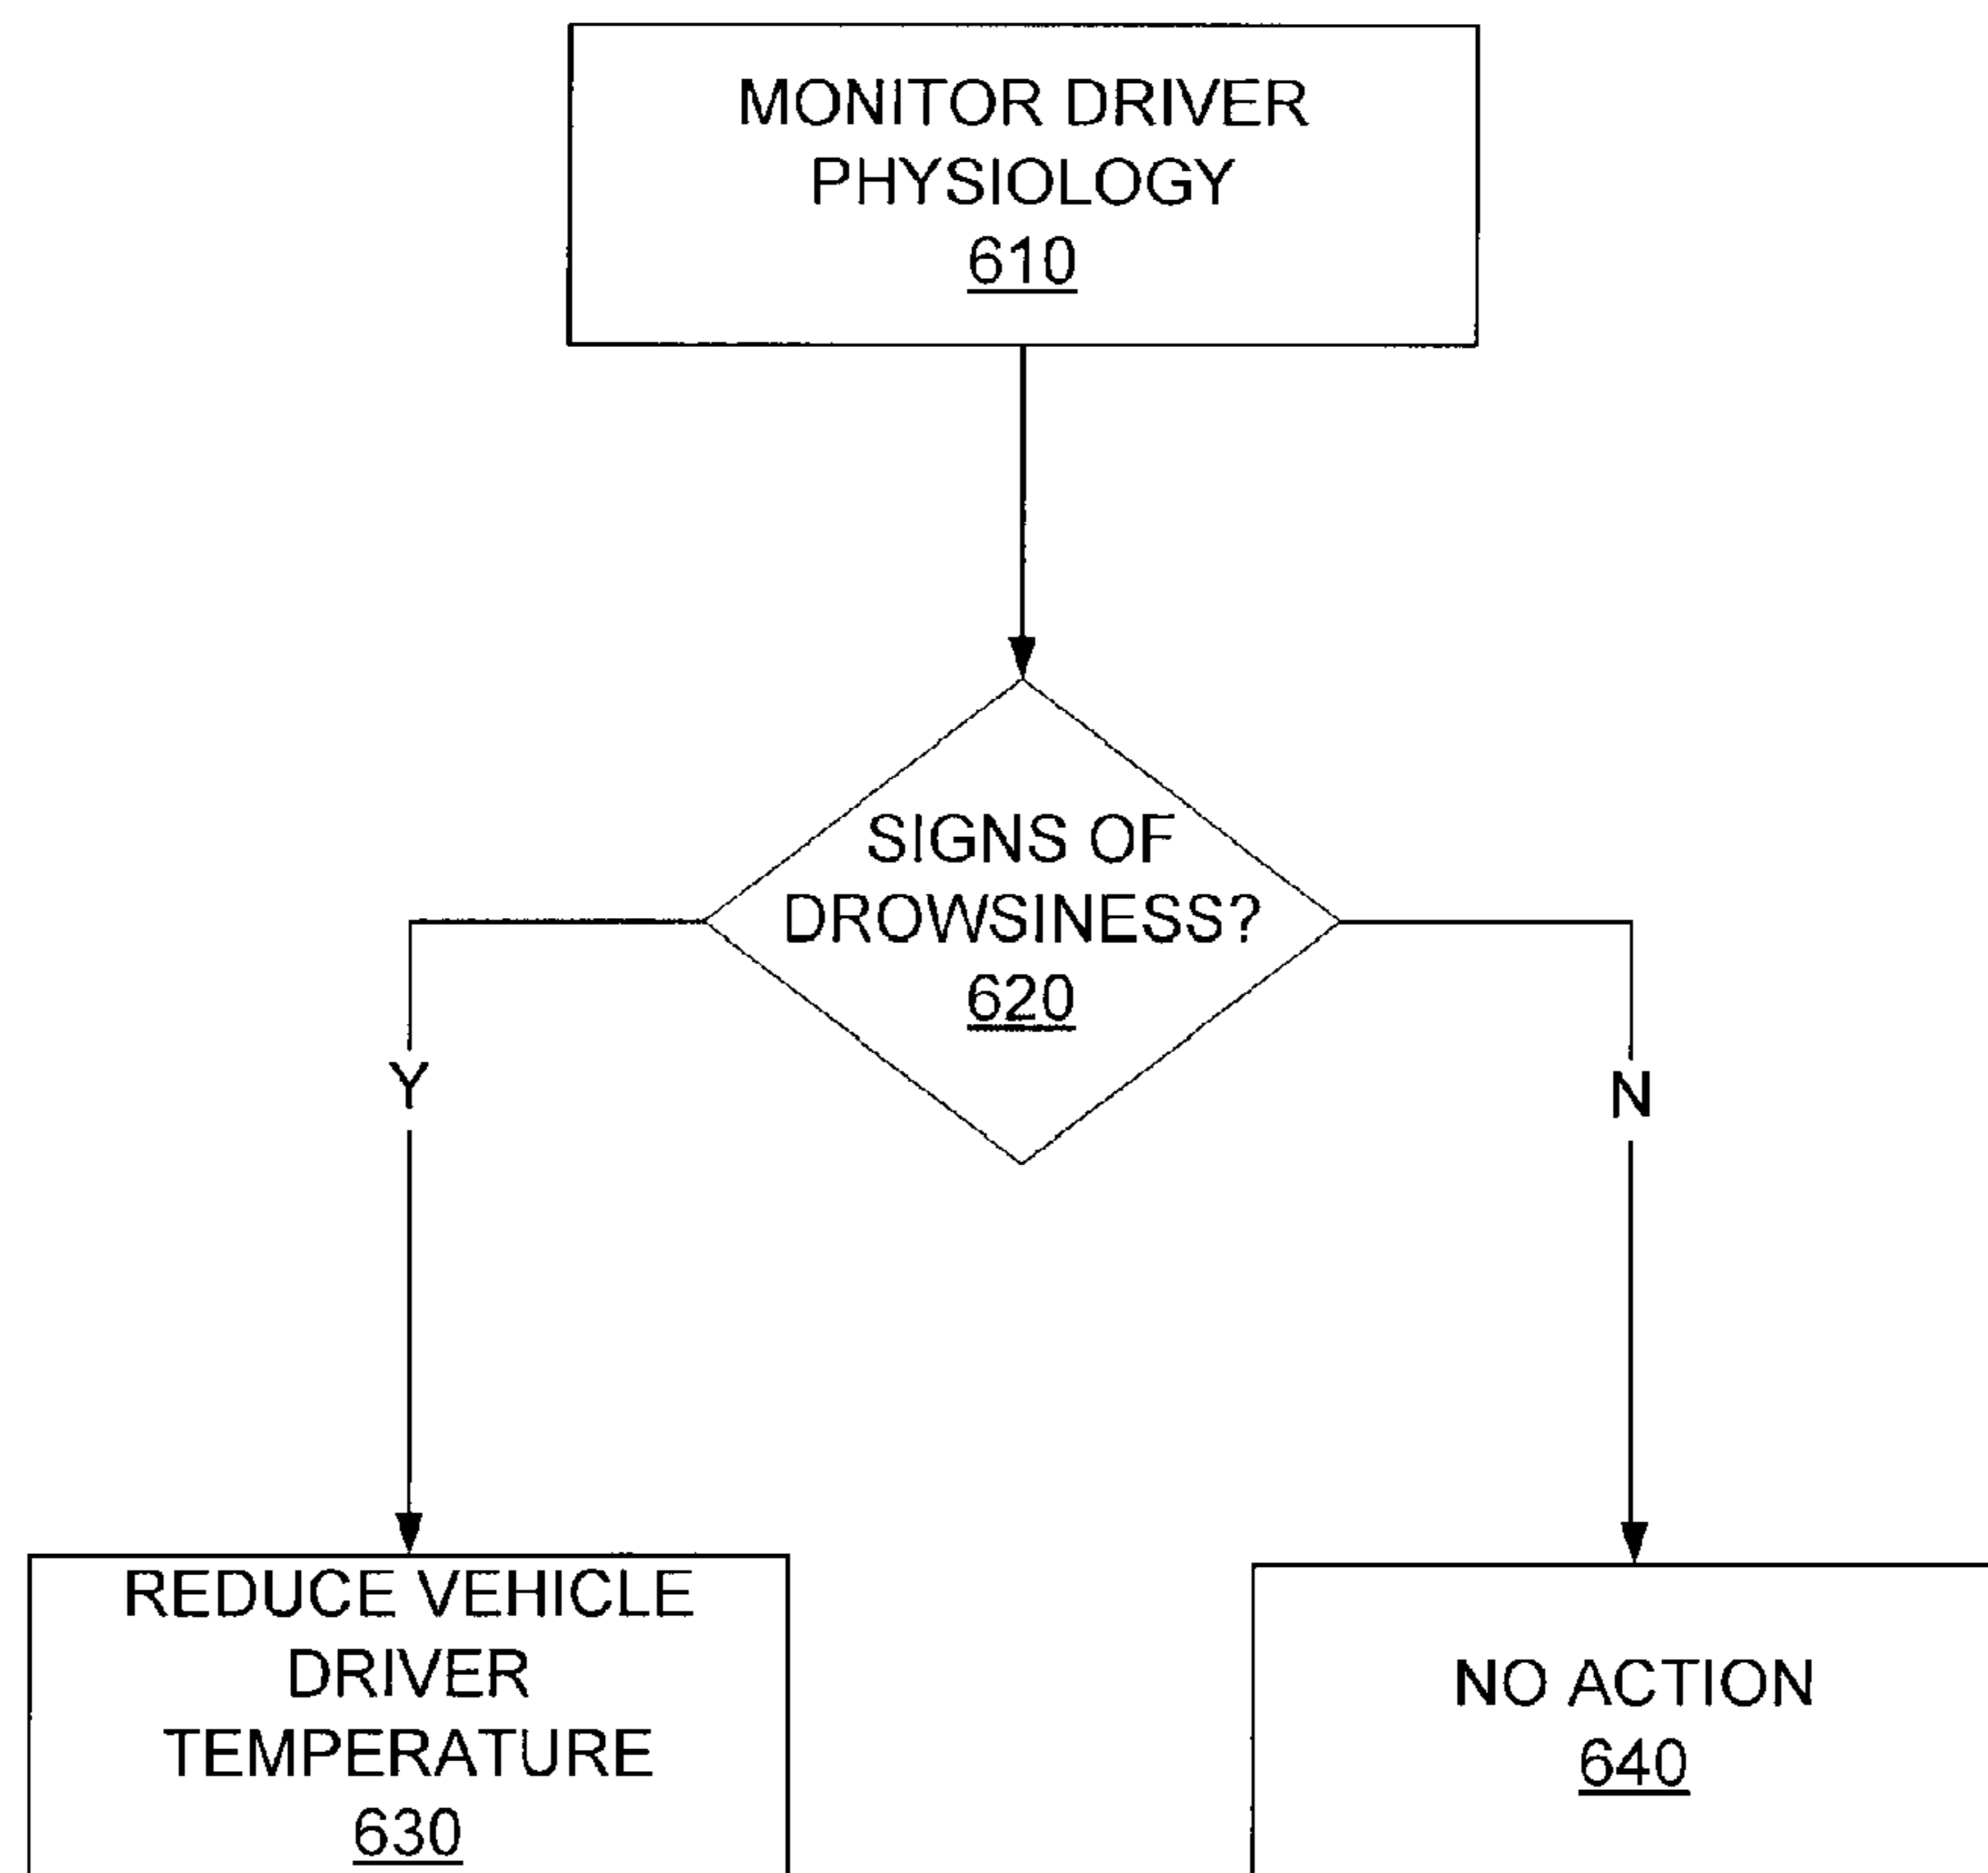 MONITOR DRIVER
PHYSIOLOGY
610
SIGNS OF
DROWSINESS?
620
Y
N
REDUCE VEHICLE
DRIVER
TEMPERATURE
630
NO ACTION
640